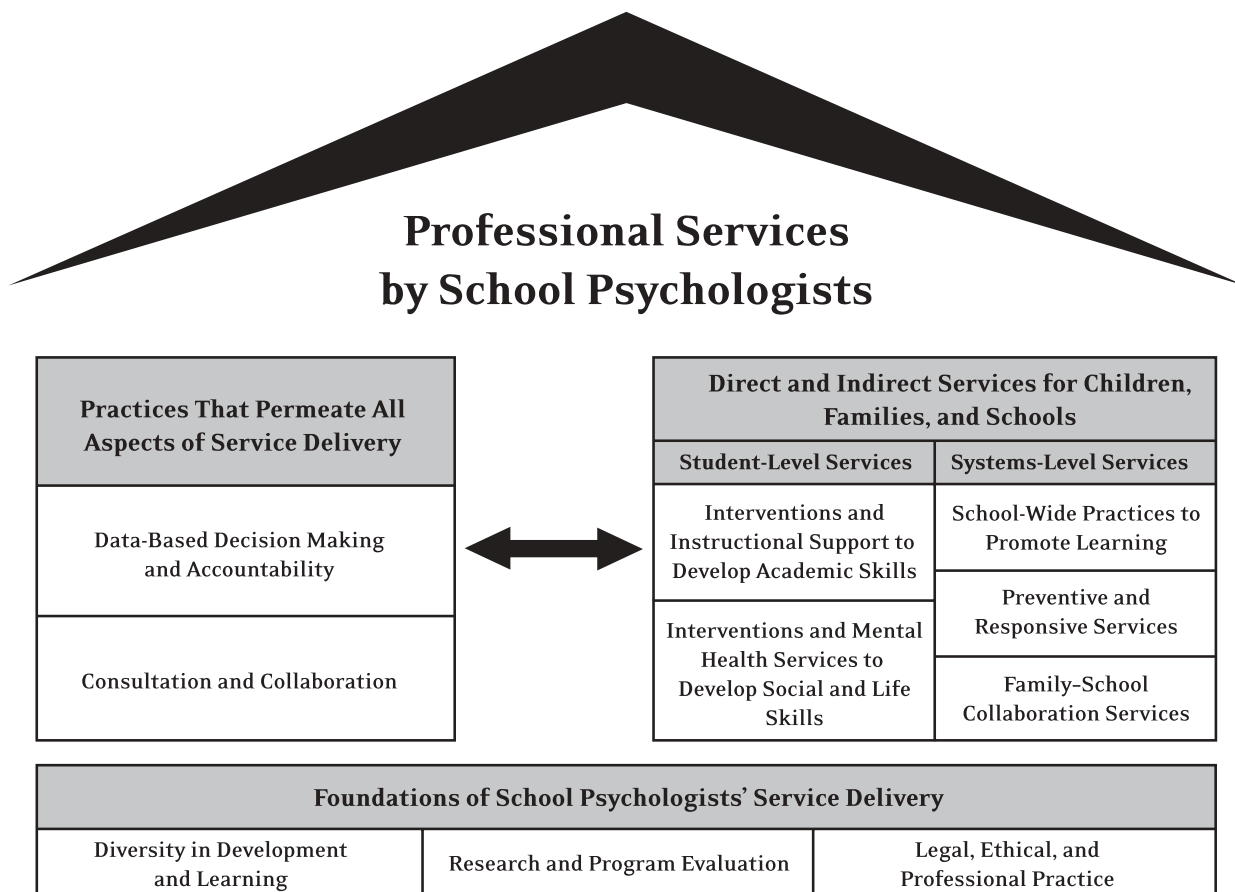 Professional Services
by School Psychologists
Practices That Permeate All
Aspects of Service Delivery
Data-Based Decision Making
and Accountability
Consultation and Collaboration
Direct and Indirect Services for Children,
Families, and Schools
Student-Level Services
Interventions and
Instructional Support to
Develop Academic Skills
Interventions and Mental
Health Services to
Develop Social and Life
Skills
Systems-Level Services
School-Wide Practices to
Promote Learning
Preventive and
Responsive Services
Family–School
Collaboration Services
Foundations of School Psychologists’ Service Delivery
Diversity in Development
and Learning
Research and Program Evaluation
Legal, Ethical, and
Professional Practice